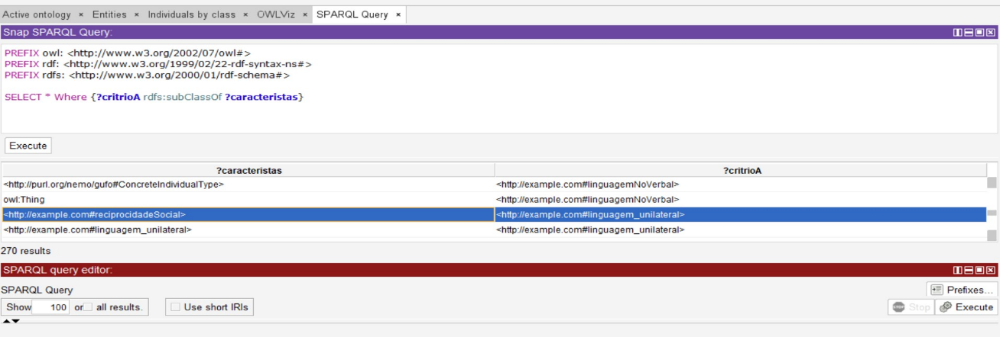 Active ontology × Entities × Individuals by class × OWLViz × SPARQL Query ×
Snap SPARQL Query:
PREFIX owl: <http://www.w3.org/2002/07/owl#>
PREFIX rdf: <http://www.w3.org/1999/02/22-rdf-syntax-ns#>
PREFIX rdfs: <http://www.w3.org/2000/01/rdf-schema#>
SELECT * Where {?critrioA rdfs:subClassOf ?caracteristas}
Execute
?caracteristas ?critrioA
<http://purl.org/nemo/gufo#ConcreteIndividualType> <http://example.com#linguagemNoVerbal>
owl:Thing <http://example.com#linguagemNoVerbal>
<http://example.com#reciprocidadeSocial> <http://example.com#linguagem_unilateral>
<http://example.com#linguagem_unilateral> <http://example.com#linguagem_unilateral>
270 results
SPARQL query editor:
SPARQL Query Prefixes...
Show 100 or all results. Use short IRIs Stop Execute